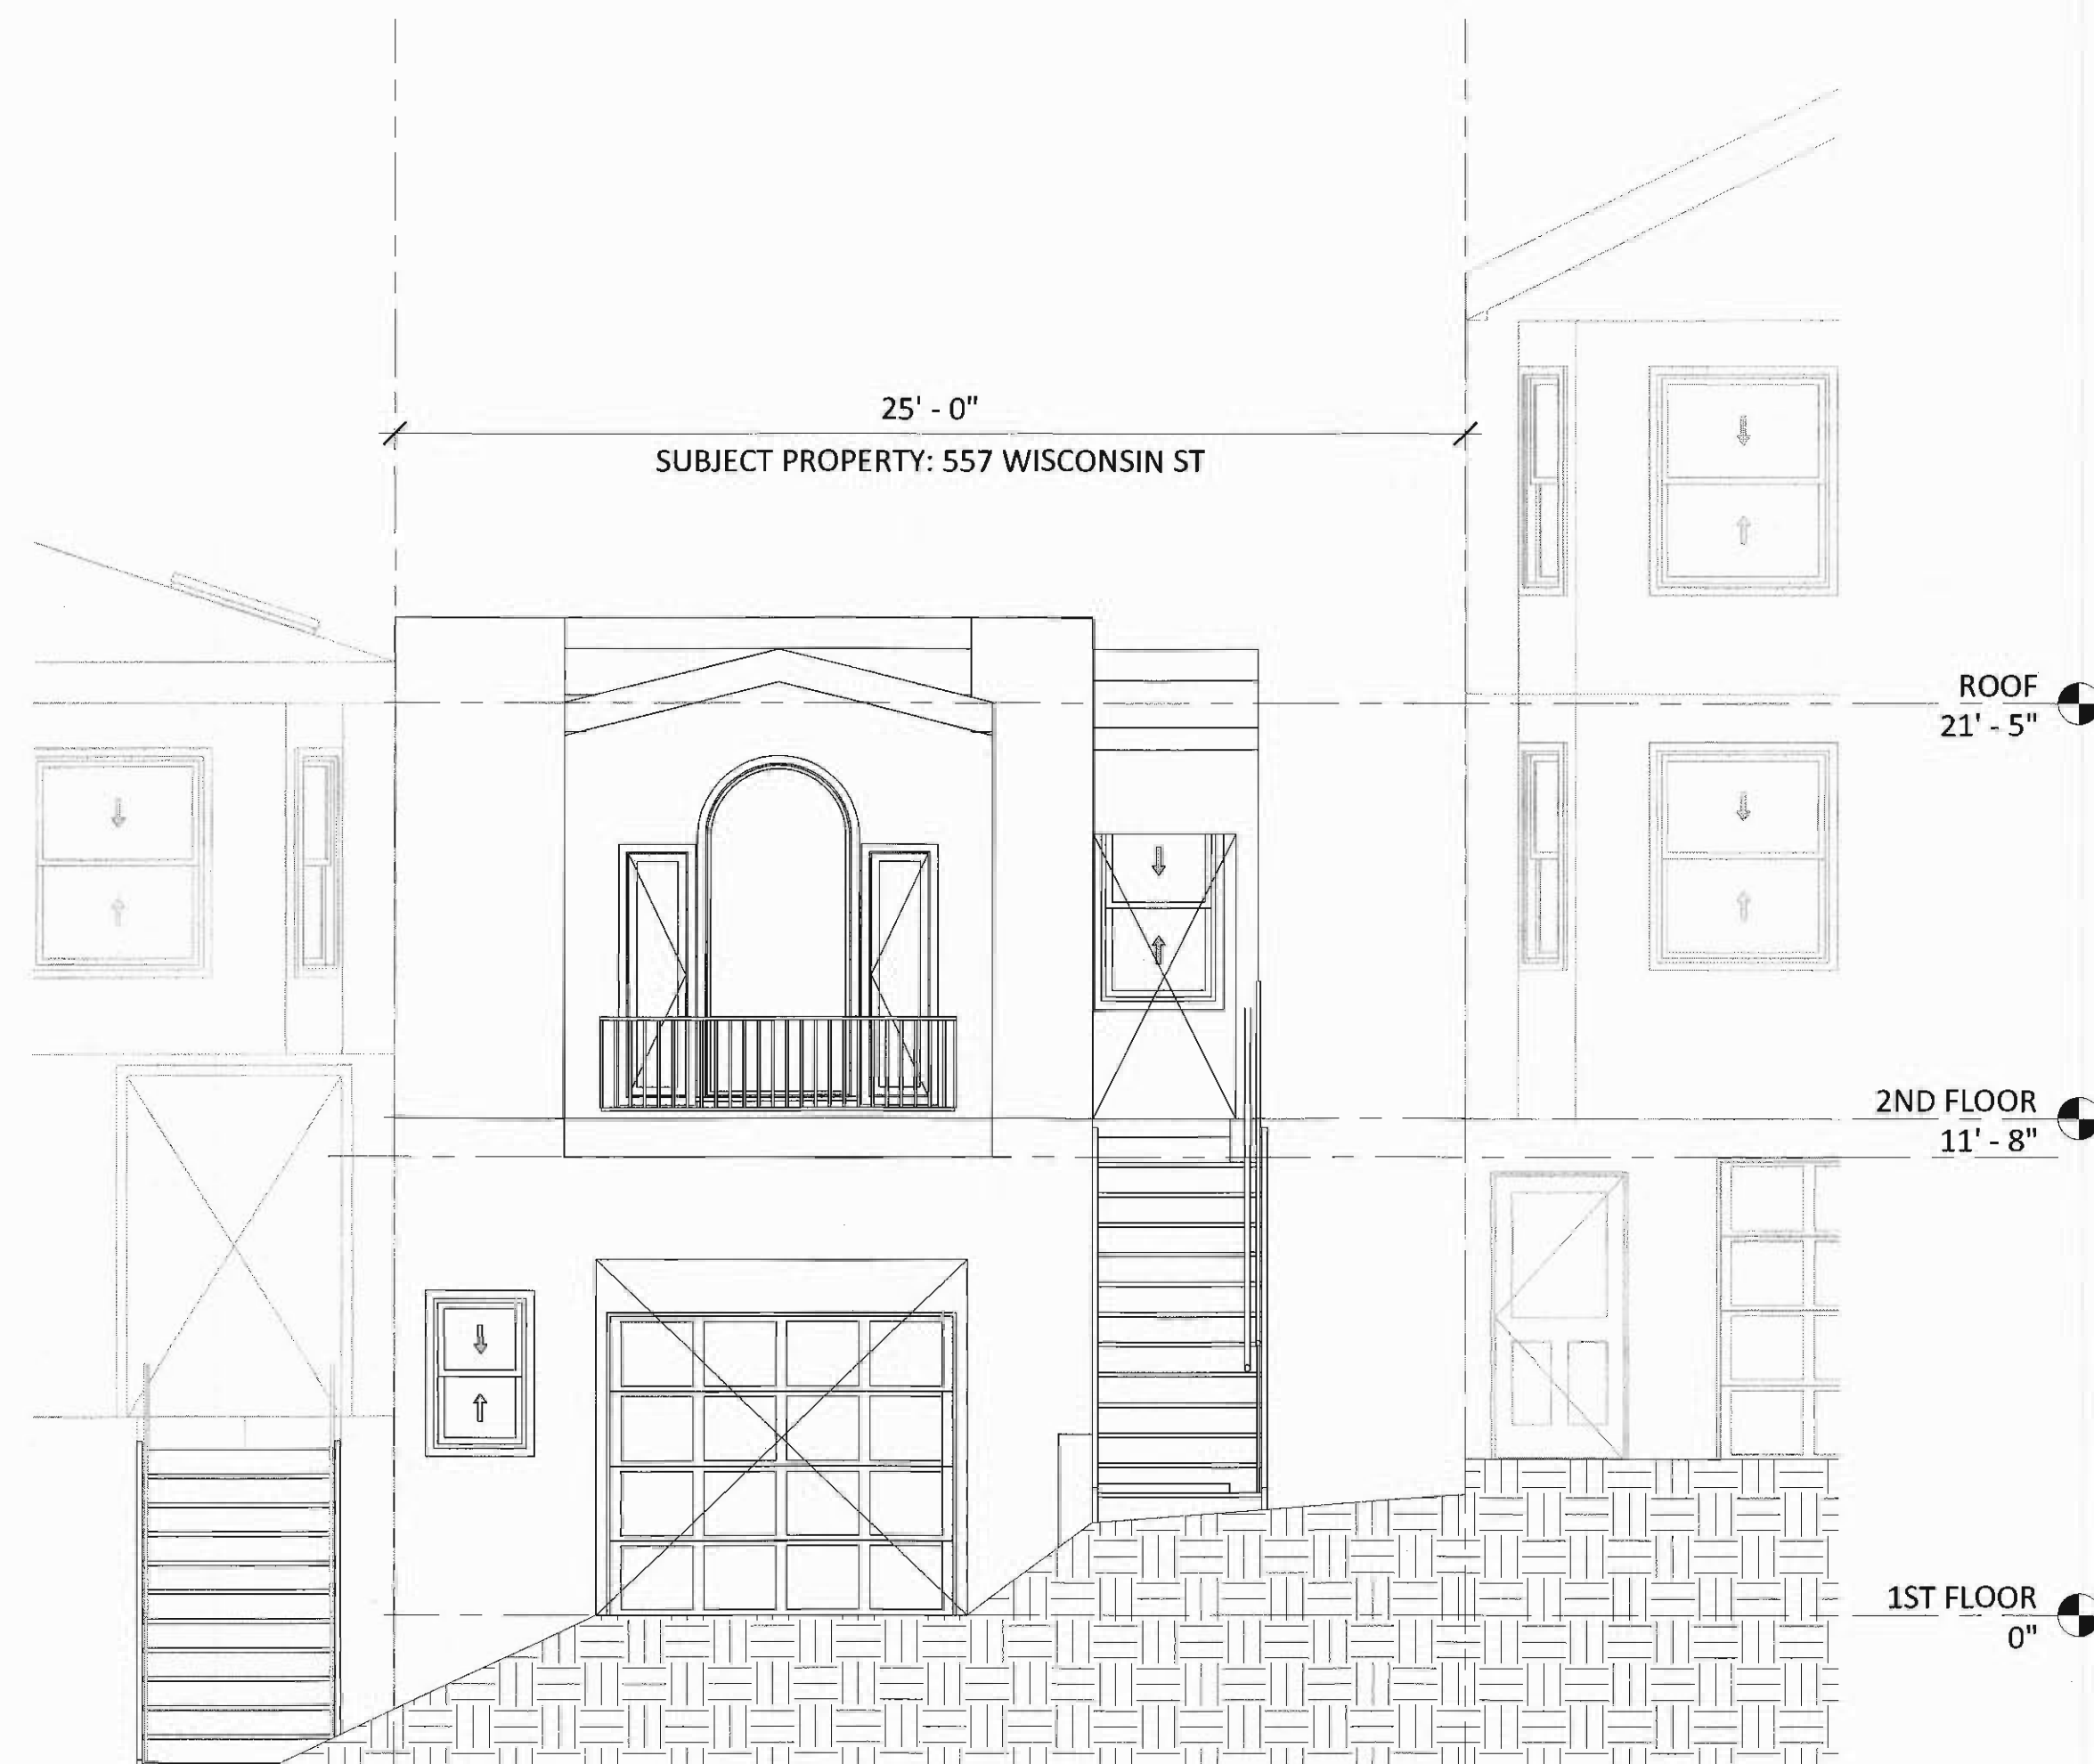 25' - 0"
SUBJECT PROPERTY: 557 WISCONSIN ST
ROOF
21' - 5"
2ND FLOOR
11' - 8"
1ST FLOOR
0"